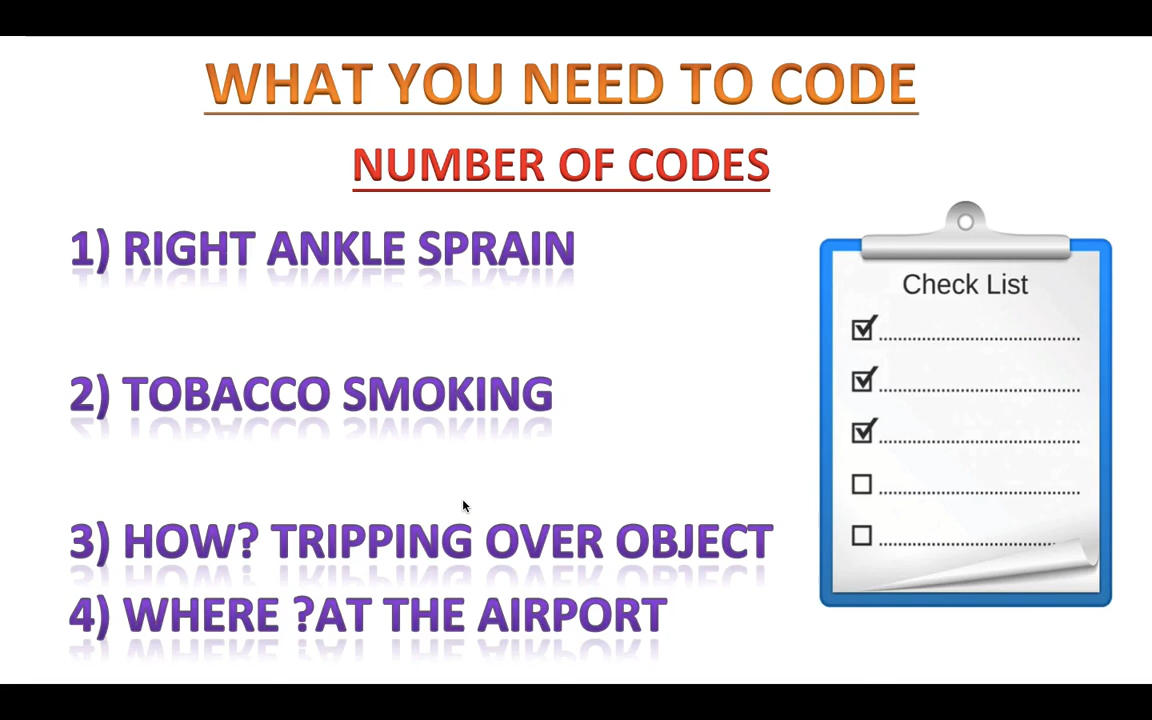 WHAT YOU NEED TO CODE
NUMBER OF CODES
1) RIGHT ANKLE SPRAIN
2) TOBACCO SMOKING
3) HOW? TRIPPING OVER OBJECT
4) WHERE ?AT THE AIRPORT
Check List